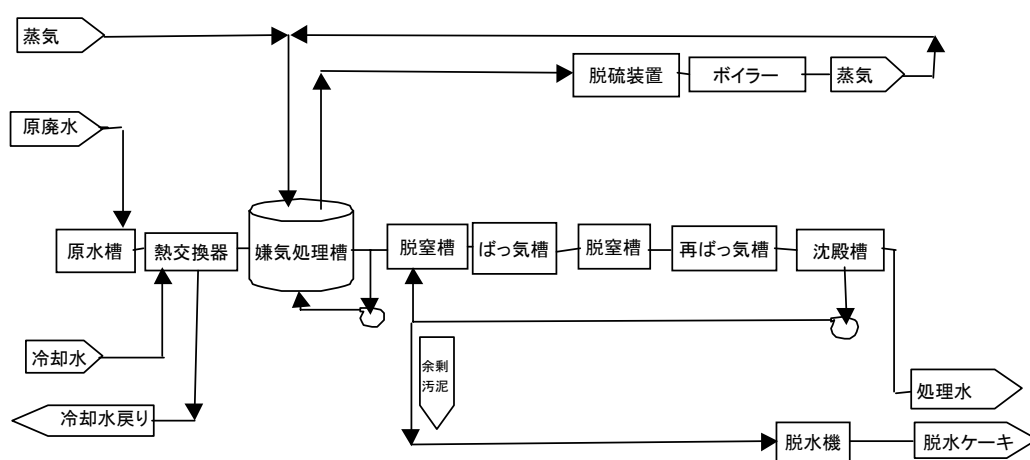 蒸気
脱硫装置
ボイラー
蒸気
原廃水
原水槽
熱交換器
嫌気処理槽
脱窒槽
ばっ気槽
脱窒槽
再ばっ気槽
沈殿槽
冷却水
余剰
汚泥
処理水
冷却水戻り
脱水機
脱水ケーキ